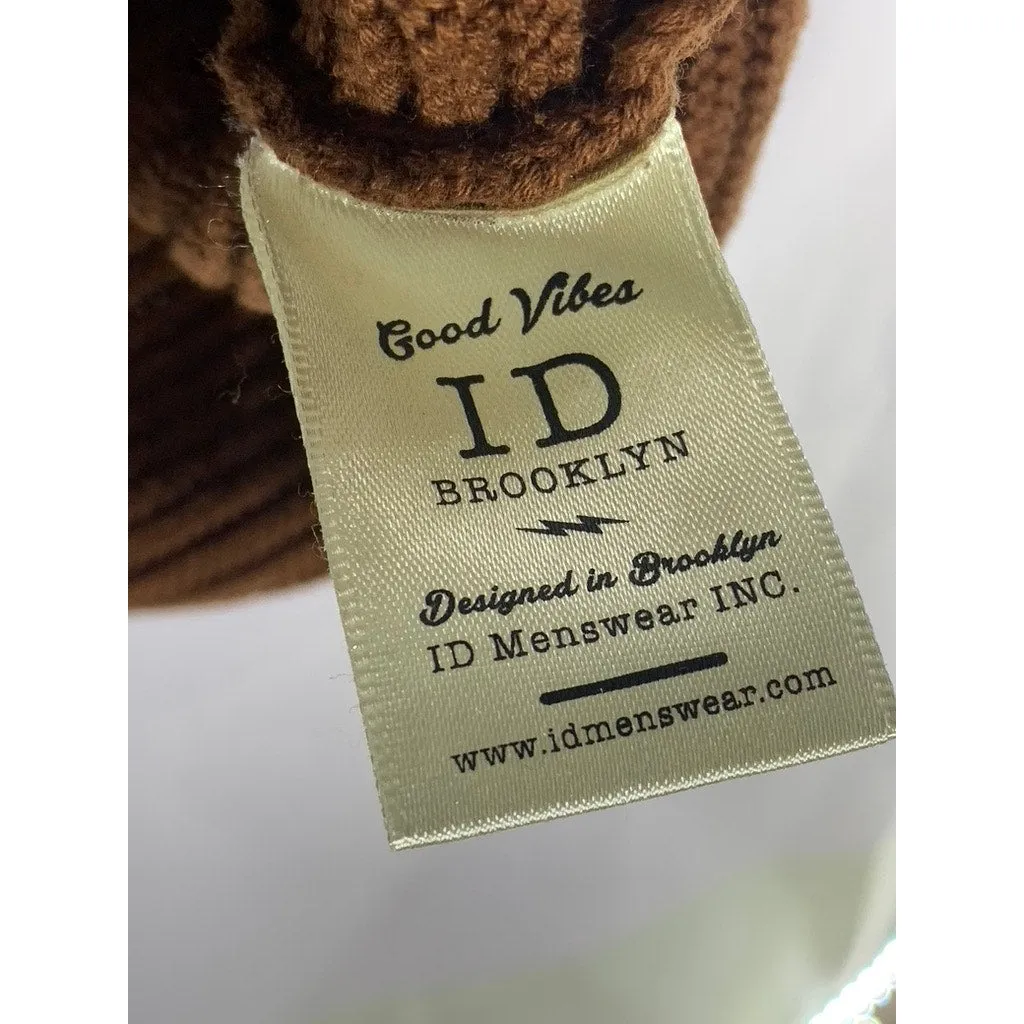 Good Vibes
ID
BROOKLYN
Designed in Brooklyn
ID Menswear INC.
www.idmenswear.com